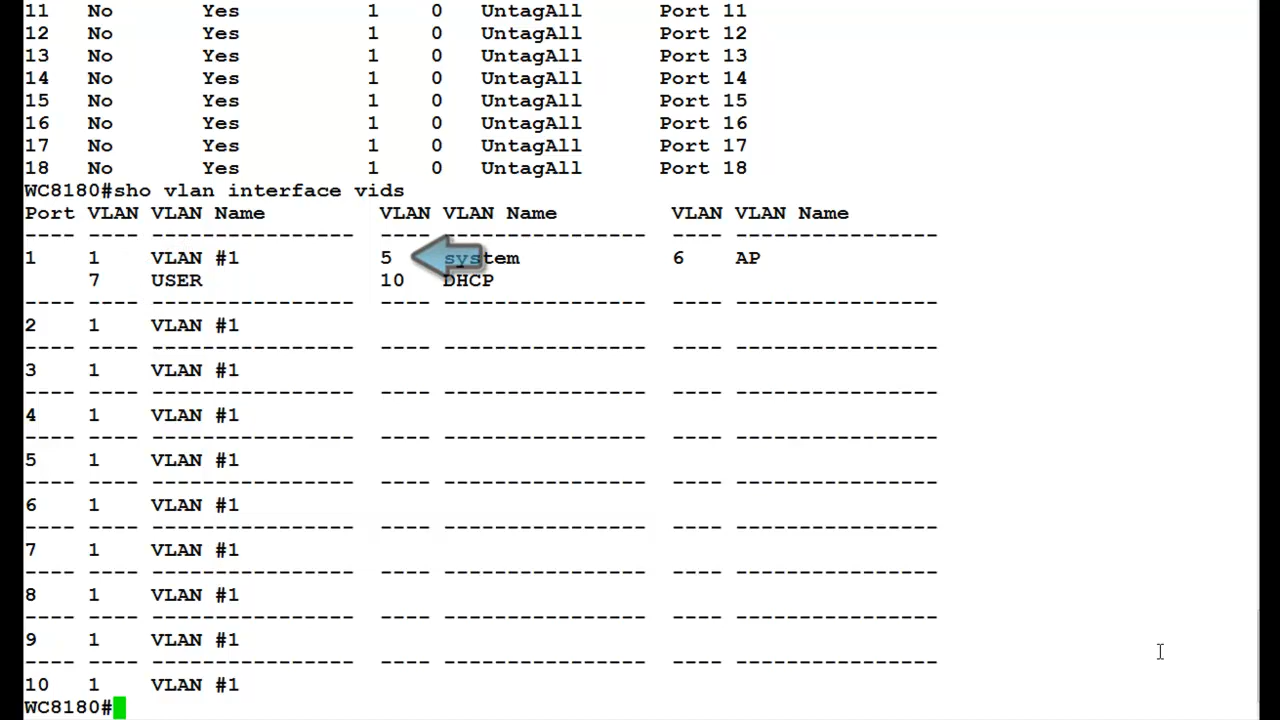 11 No Yes 1 0 UntagAll Port 11
12 No Yes 1 0 UntagAll Port 12
13 No Yes 1 0 UntagAll Port 13
14 No Yes 1 0 UntagAll Port 14
15 No Yes 1 0 UntagAll Port 15
16 No Yes 1 0 UntagAll Port 16
17 No Yes 1 0 UntagAll Port 17
18 No Yes 1 0 UntagAll Port 18
WC8180#sho vlan interface vids
Port VLAN VLAN Name VLAN VLAN Name VLAN VLAN Name
---- ---- ---------------- ---- ---------------- ---- ----------------
1 1 VLAN #1 5 system 6 AP
7 USER 10 DHCP
---- ---- ---------------- ---- ---------------- ---- ----------------
2 1 VLAN #1
---- ---- ---------------- ---- ---------------- ---- ----------------
3 1 VLAN #1
---- ---- ---------------- ---- ---------------- ---- ----------------
4 1 VLAN #1
---- ---- ---------------- ---- ---------------- ---- ----------------
5 1 VLAN #1
---- ---- ---------------- ---- ---------------- ---- ----------------
6 1 VLAN #1
---- ---- ---------------- ---- ---------------- ---- ----------------
7 1 VLAN #1
---- ---- ---------------- ---- ---------------- ---- ----------------
8 1 VLAN #1
---- ---- ---------------- ---- ---------------- ---- ----------------
9 1 VLAN #1
---- ---- ---------------- ---- ---------------- ---- ----------------
10 1 VLAN #1
WC8180#